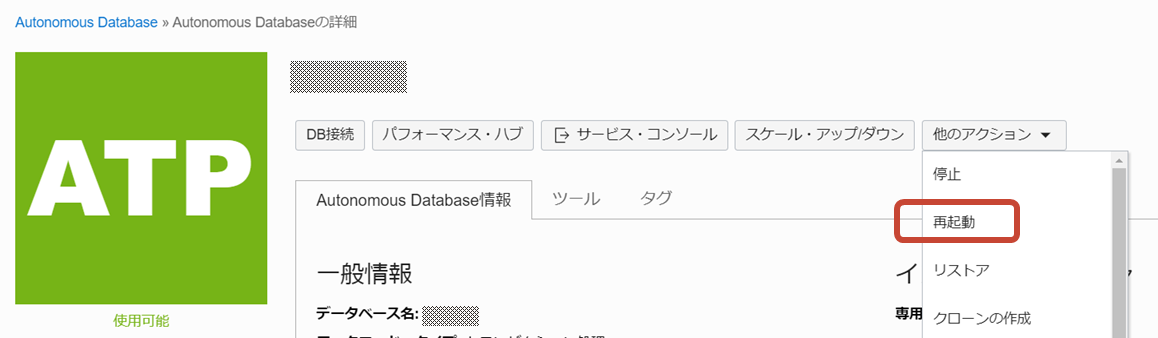 Autonomous Database » Autonomous Databaseの詳細
ATP
使用可能
DB接続 パフォーマンス・ハブ サービス・コンソール スケール・アップ/ダウン 他のアクション
停止
再起動
リストア
クローンの作成
Autonomous Database情報 ツール タグ
一般情報
データベース名:
イ
専用